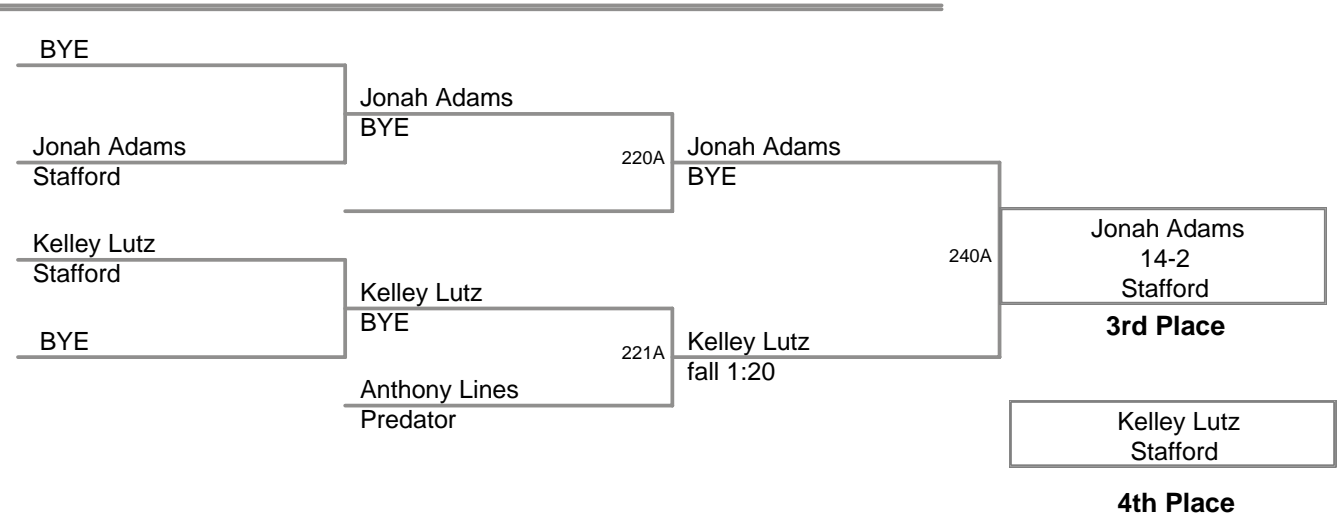 BYE
Jonah Adams
BYE
Jonah Adams
Stafford
220A
Jonah Adams
BYE
Kelley Lutz
Stafford
240A
Jonah Adams
14-2
Stafford
3rd Place
Kelley Lutz
BYE
BYE
221A
Kelley Lutz
fall 1:20
Anthony Lines
Predator
Kelley Lutz
Stafford
4th Place